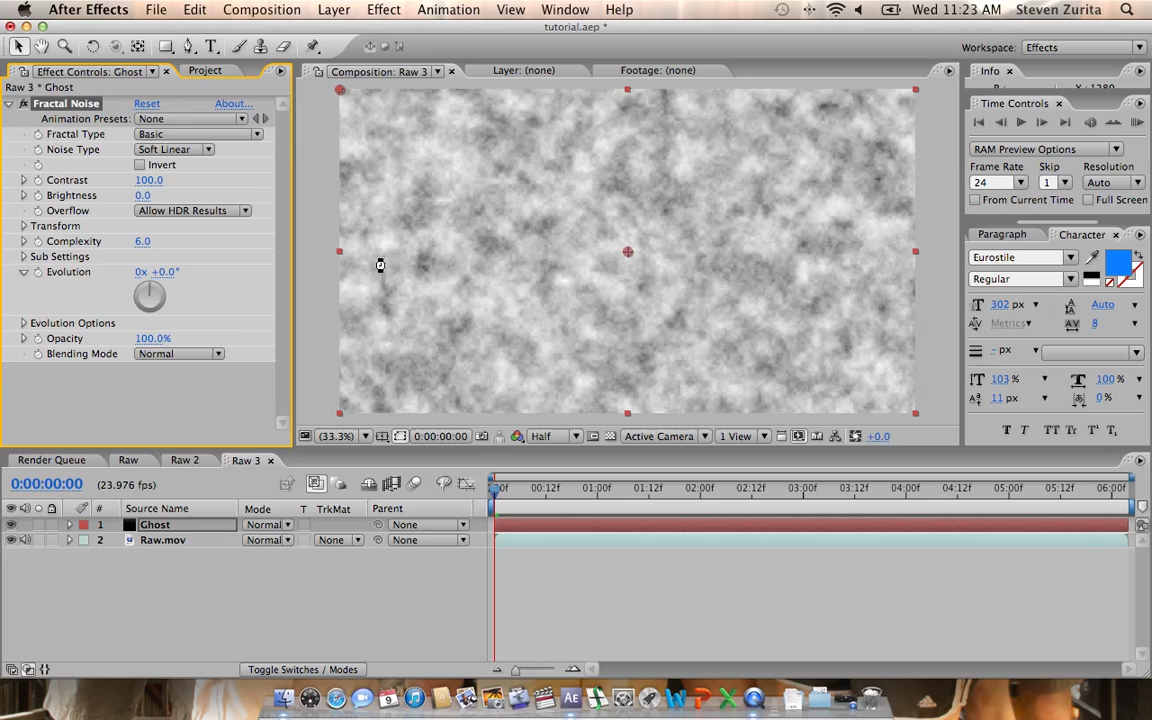 After Effects File Edit Composition Layer Effect Animation View Window Help Wed 11:23 AM Steven Zurita
tutorial.aep *
Workspace: Effects
Effect Controls: Ghost Project
Composition: Raw 3 Layer: (none) Footage: (none)
Info
Raw 3 * Ghost
fx Fractal Noise Reset About...
Animation Presets: None
Fractal Type Basic
Noise Type Soft Linear
Invert
Contrast 100.0
Brightness 0.0
Overflow Allow HDR Results
Transform
Complexity 6.0
Sub Settings
Evolution 0x +0.0°
Evolution Options
Opacity 100.0%
Blending Mode Normal
Time Controls
RAM Preview Options
Frame Rate Skip Resolution
24 1 Auto
From Current Time Full Screen
Paragraph Character
Eurostile
Regular
302 px Auto
Metrics 8
- px
103 % 100 %
11 px 0 %
T T TT Tr T¹ T₁
(33.3%) 0:00:00:00 Half Active Camera 1 View +0.0
Render Queue Raw Raw 2 Raw 3
0:00:00:00 (23.976 fps)
00:12f 01:00f 01:12f 02:00f 02:12f 03:00f 03:12f 04:00f 04:12f 05:00f 05:12f 06:00f
# Source Name Mode T TrkMat Parent
1 Ghost Normal None
2 Raw.mov Normal None None
Toggle Switches / Modes